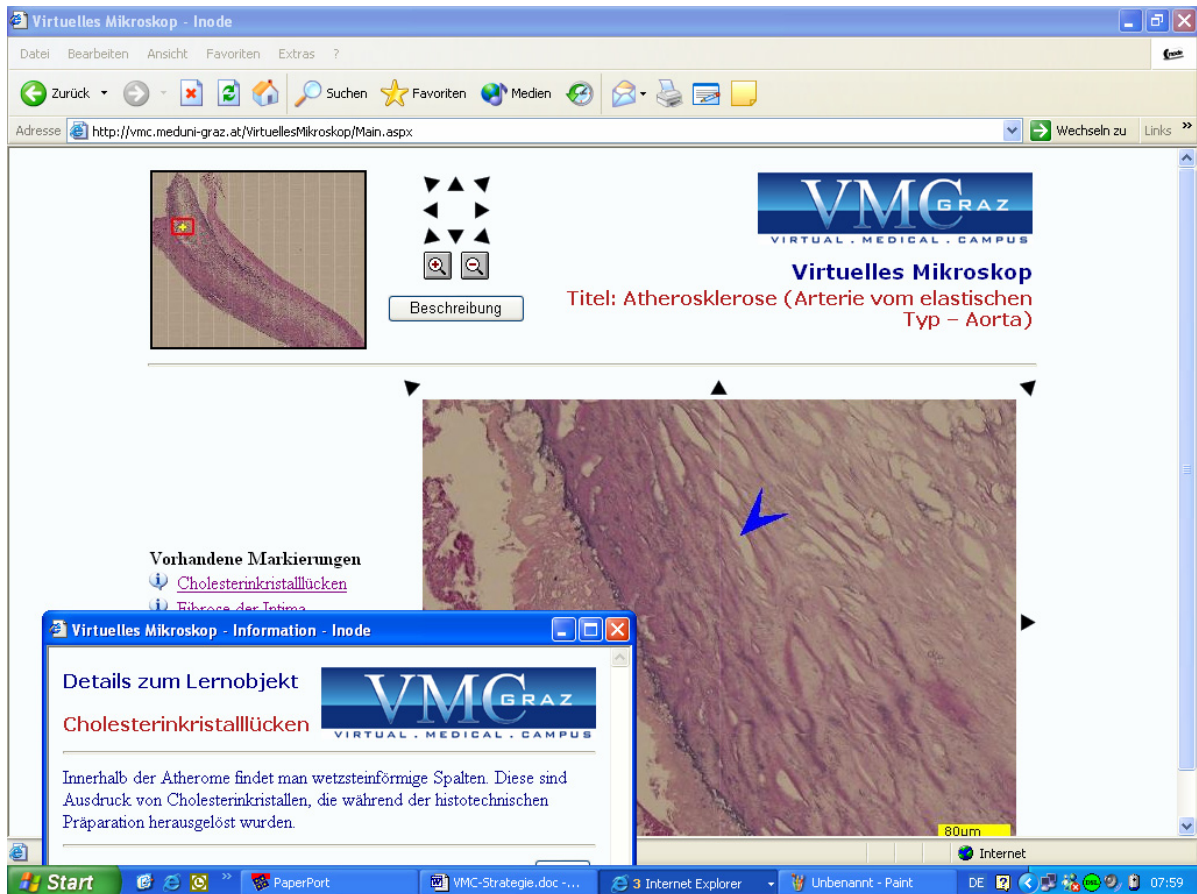 Virtuelles Mikroskop - Inode
Datei Bearbeiten Ansicht Favoriten Extras ?
inode
Zurück Suchen Favoriten Medien
Adresse http://vmc.meduni-graz.at/VirtuellesMikroskop/Main.aspx Wechseln zu Links »
VMC GRAZ
VIRTUAL . MEDICAL . CAMPUS
Virtuelles Mikroskop
Beschreibung
Titel: Atherosklerose (Arterie vom elastischen
Typ – Aorta)
Vorhandene Markierungen
Cholesterinkristalllücken
Fibrose der Intima
Virtuelles Mikroskop - Information - Inode
Details zum Lernobjekt
Cholesterinkristalllücken
VMC GRAZ
VIRTUAL . MEDICAL . CAMPUS
Innerhalb der Atherome findet man wetzsteinförmige Spalten. Diese sind
Ausdruck von Cholesterinkristallen, die während der histotechnischen
Präparation herausgelöst wurden.
80um
Internet
Start » PaperPort VMC-Strategie.doc -... 3 Internet Explorer Unbenannt - Paint DE 07:59